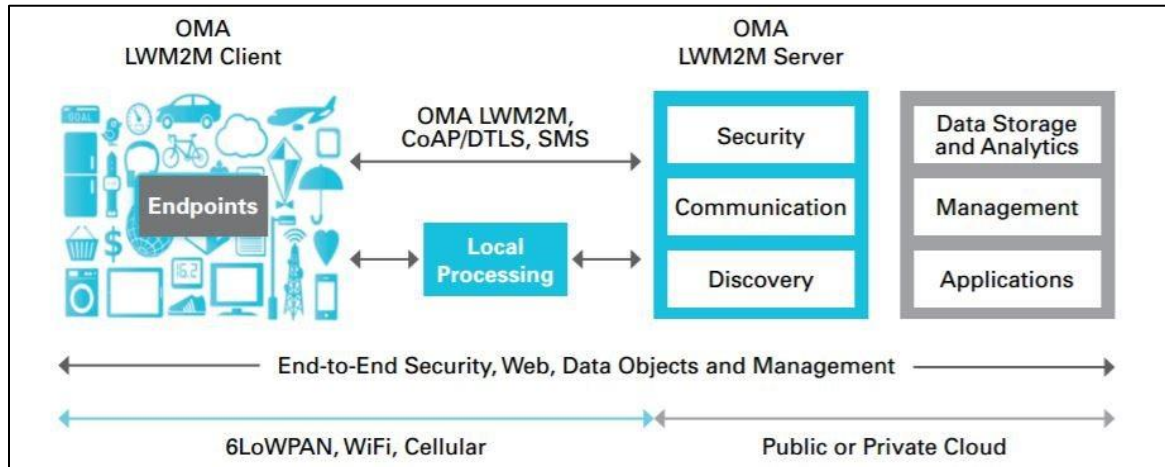 OMA
LWM2M Client
OMA
LWM2M Server
GOAL
OMA LWM2M,
CoAP/DTLS, SMS
Endpoints
$
16.2
Local
Processing
Security
Communication
Discovery
Data Storage
and Analytics
Management
Applications
End-to-End Security, Web, Data Objects and Management
6LoWPAN, WiFi, Cellular
Public or Private Cloud